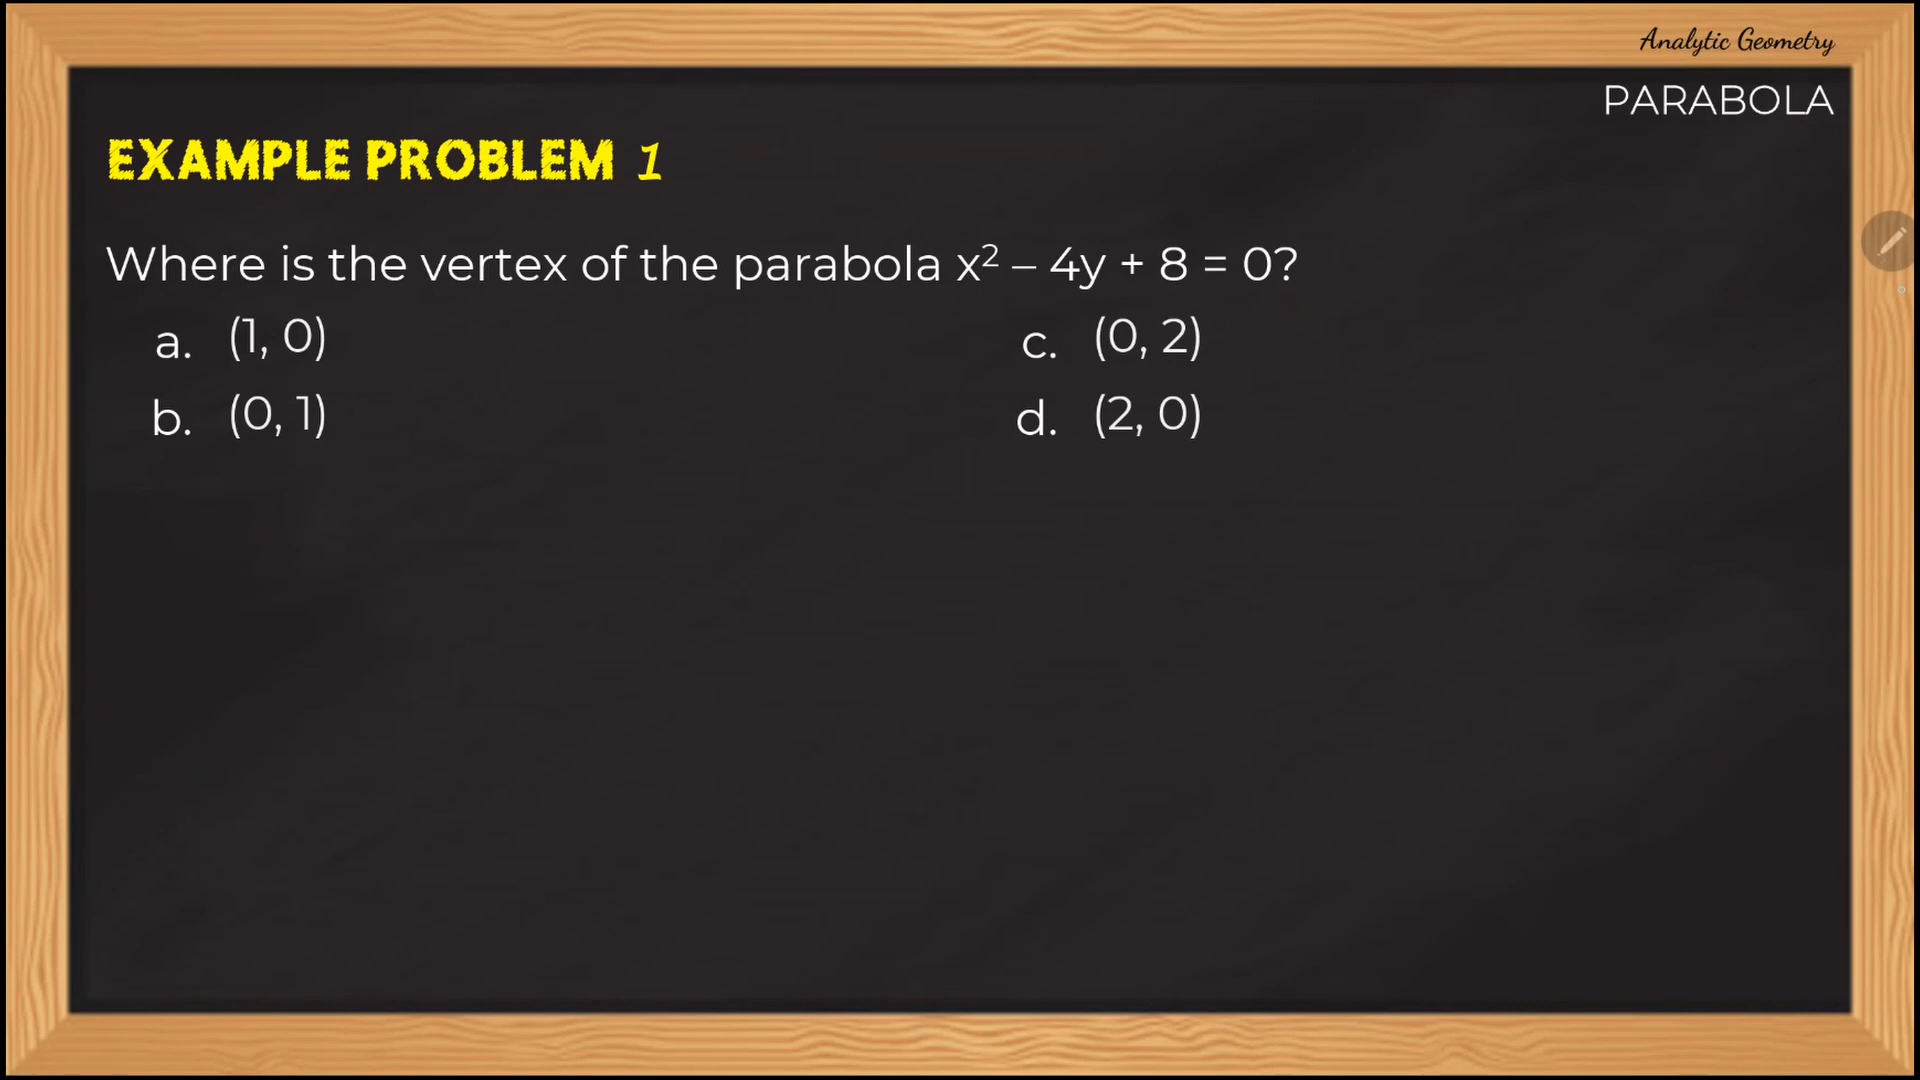 Analytic Geometry
PARABOLA
EXAMPLE PROBLEM 1
Where is the vertex of the parabola x² – 4y + 8 = 0?
a. (1, 0)
b. (0, 1)
c. (0, 2)
d. (2, 0)